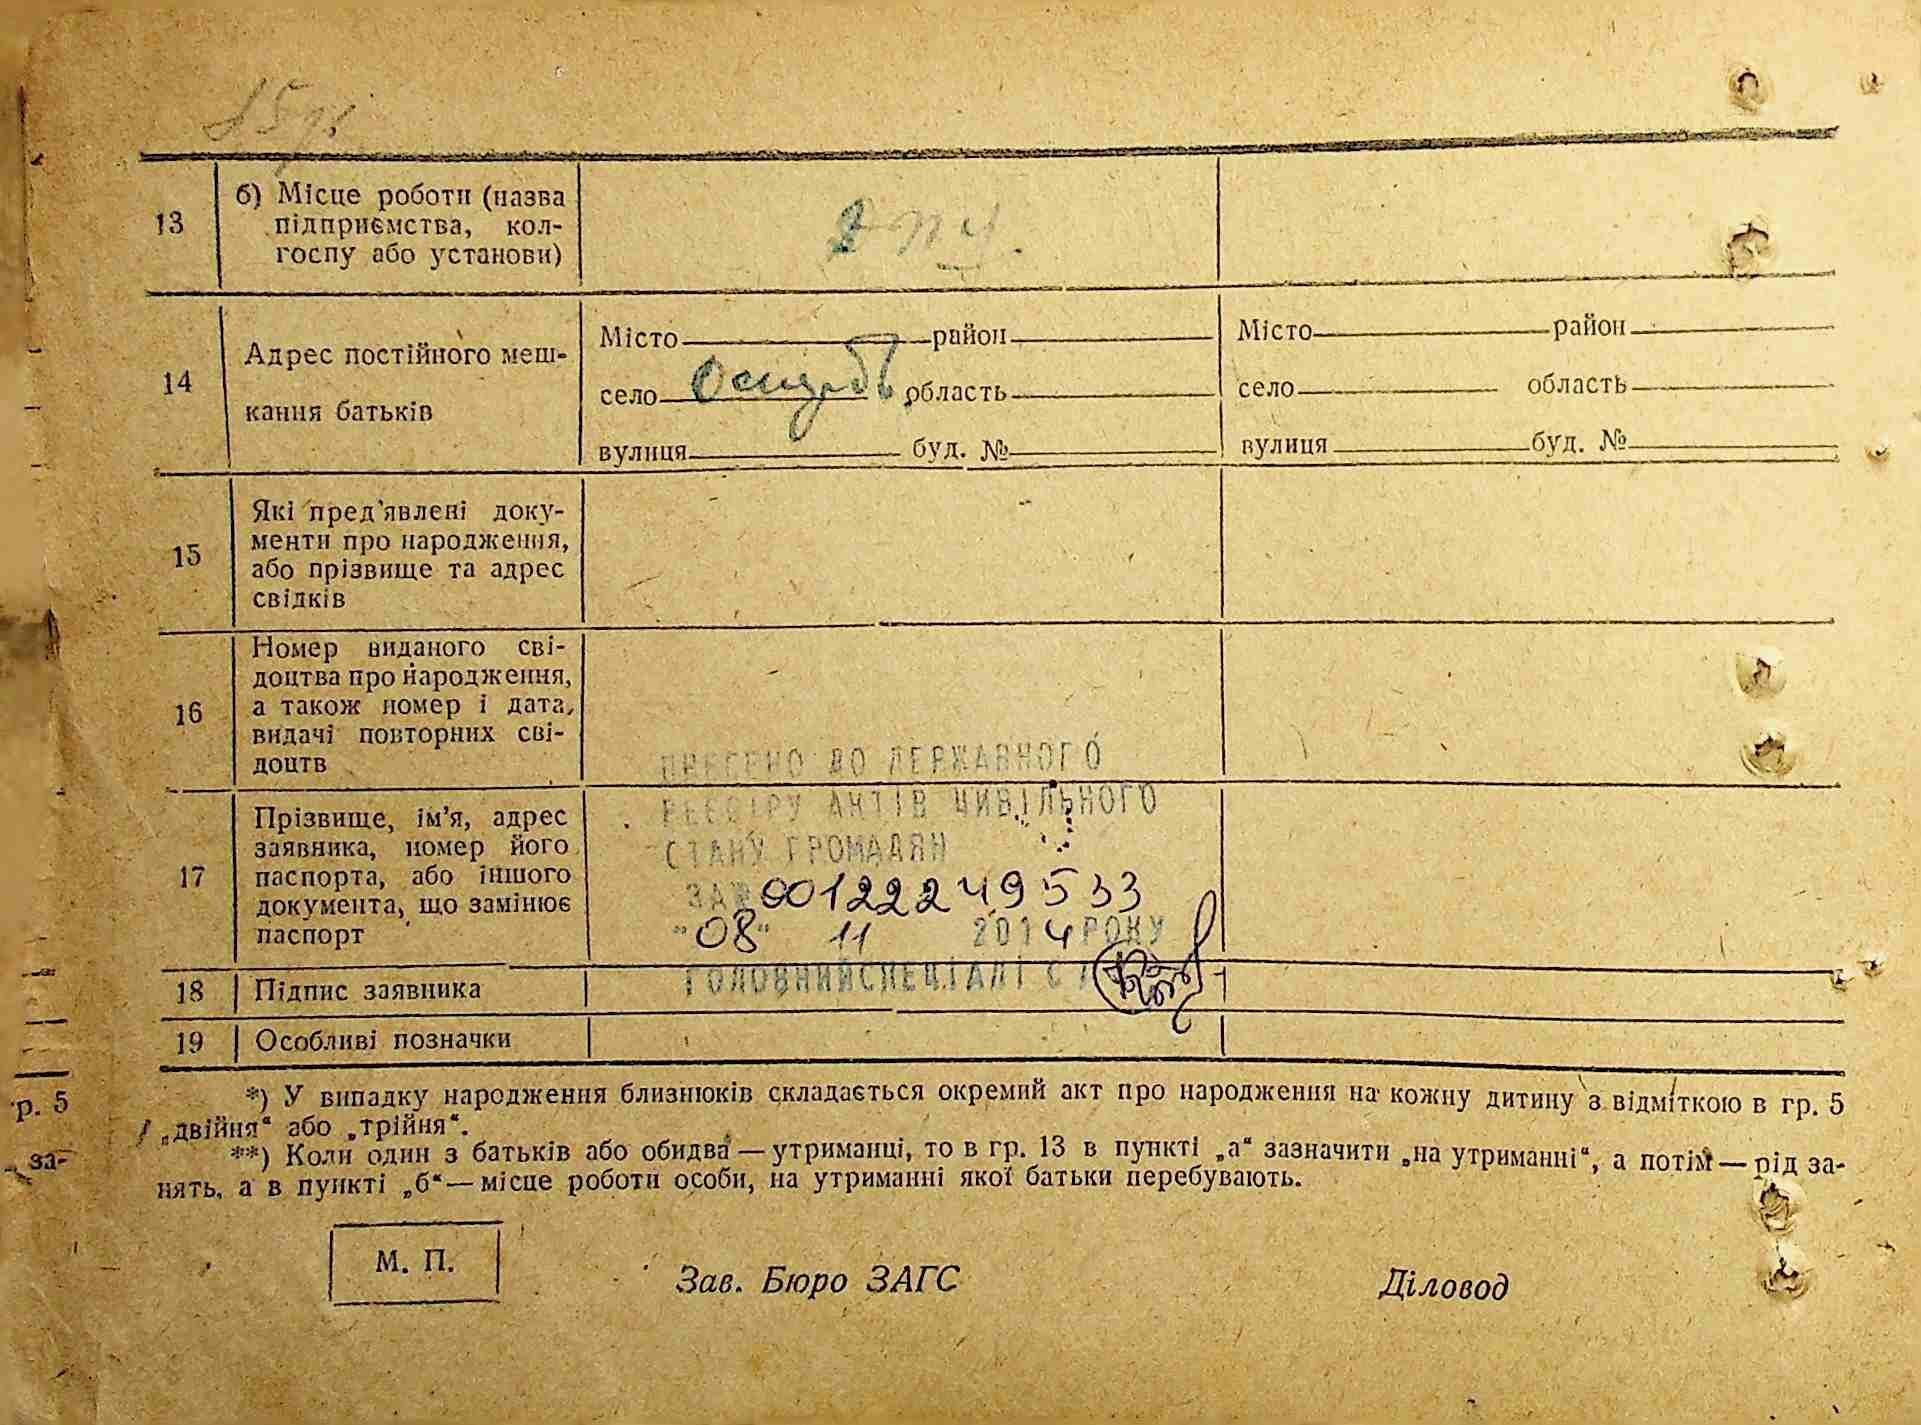 13
б) Місце роботи (назва
підприємства, кол-
госпу або установи)
14
Адрес постійного меш-
кання батьків
Місто район
село область
вулиця буд. №
Місто район
село область
вулиця буд. №
15
Які пред'явлені доку-
менти про народження,
або прізвище та адрес
свідків
16
Номер виданого сві-
доцтва про народження,
а також номер і дата,
видачі повторних сві-
доцтв
17
Прізвище, ім'я, адрес
заявника, номер його
паспорта, або іншого
документа, що замінює
паспорт
ВНЕСЕНО ДО ДЕРЖАВНОГО
РЕЄСТРУ АКТІВ ЦИВІЛЬНОГО
СТАНУ ГРОМАДЯН
ЗА № 00122249533
"08" 11 2014 РОКУ
ГОЛОВНИЙ СПЕЦІАЛІСТ
18
Підпис заявника
19
Особливі позначки
*) У випадку народження близнюків складається окремий акт про народження на кожну дитину з відміткою в гр. 5
„двійня“ або „трійня“.
**) Коли один з батьків або обидва — утриманці, то в гр. 13 в пункті „а“ зазначити „на утриманні“, а потім — рід за-
нять, а в пункті „б“ — місце роботи особи, на утриманні якої батьки перебувають.
р. 5
за-
М. П.
Зав. Бюро ЗАГС
Діловод